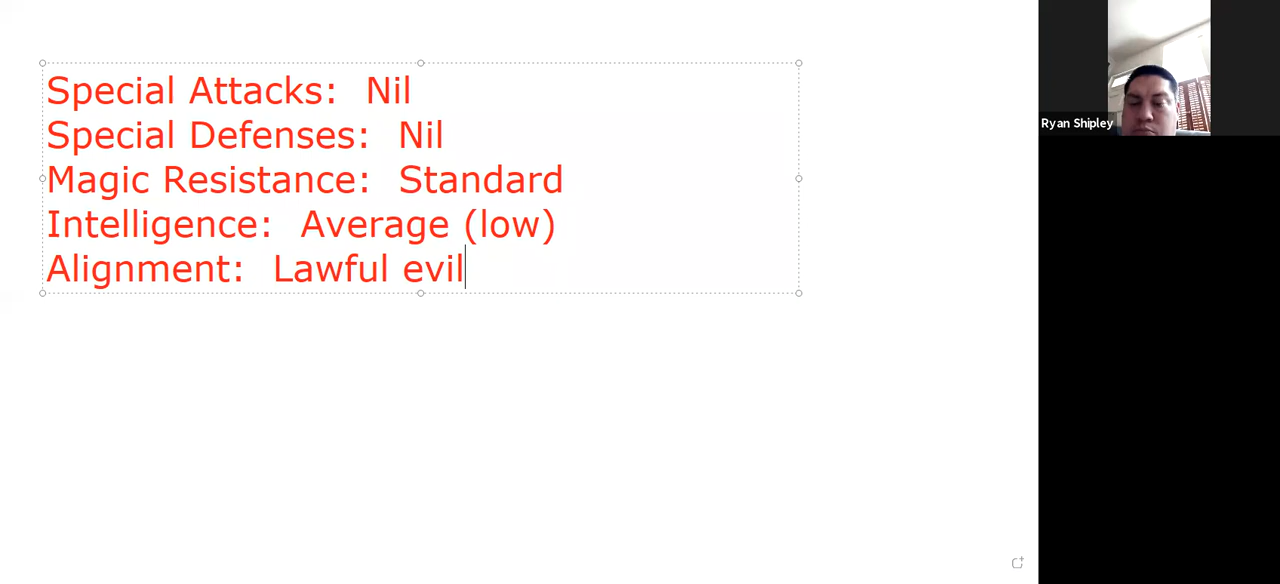 Special Attacks:  Nil
Special Defenses:  Nil
Magic Resistance:  Standard
Intelligence:  Average (low)
Alignment:  Lawful evil
Ryan Shipley